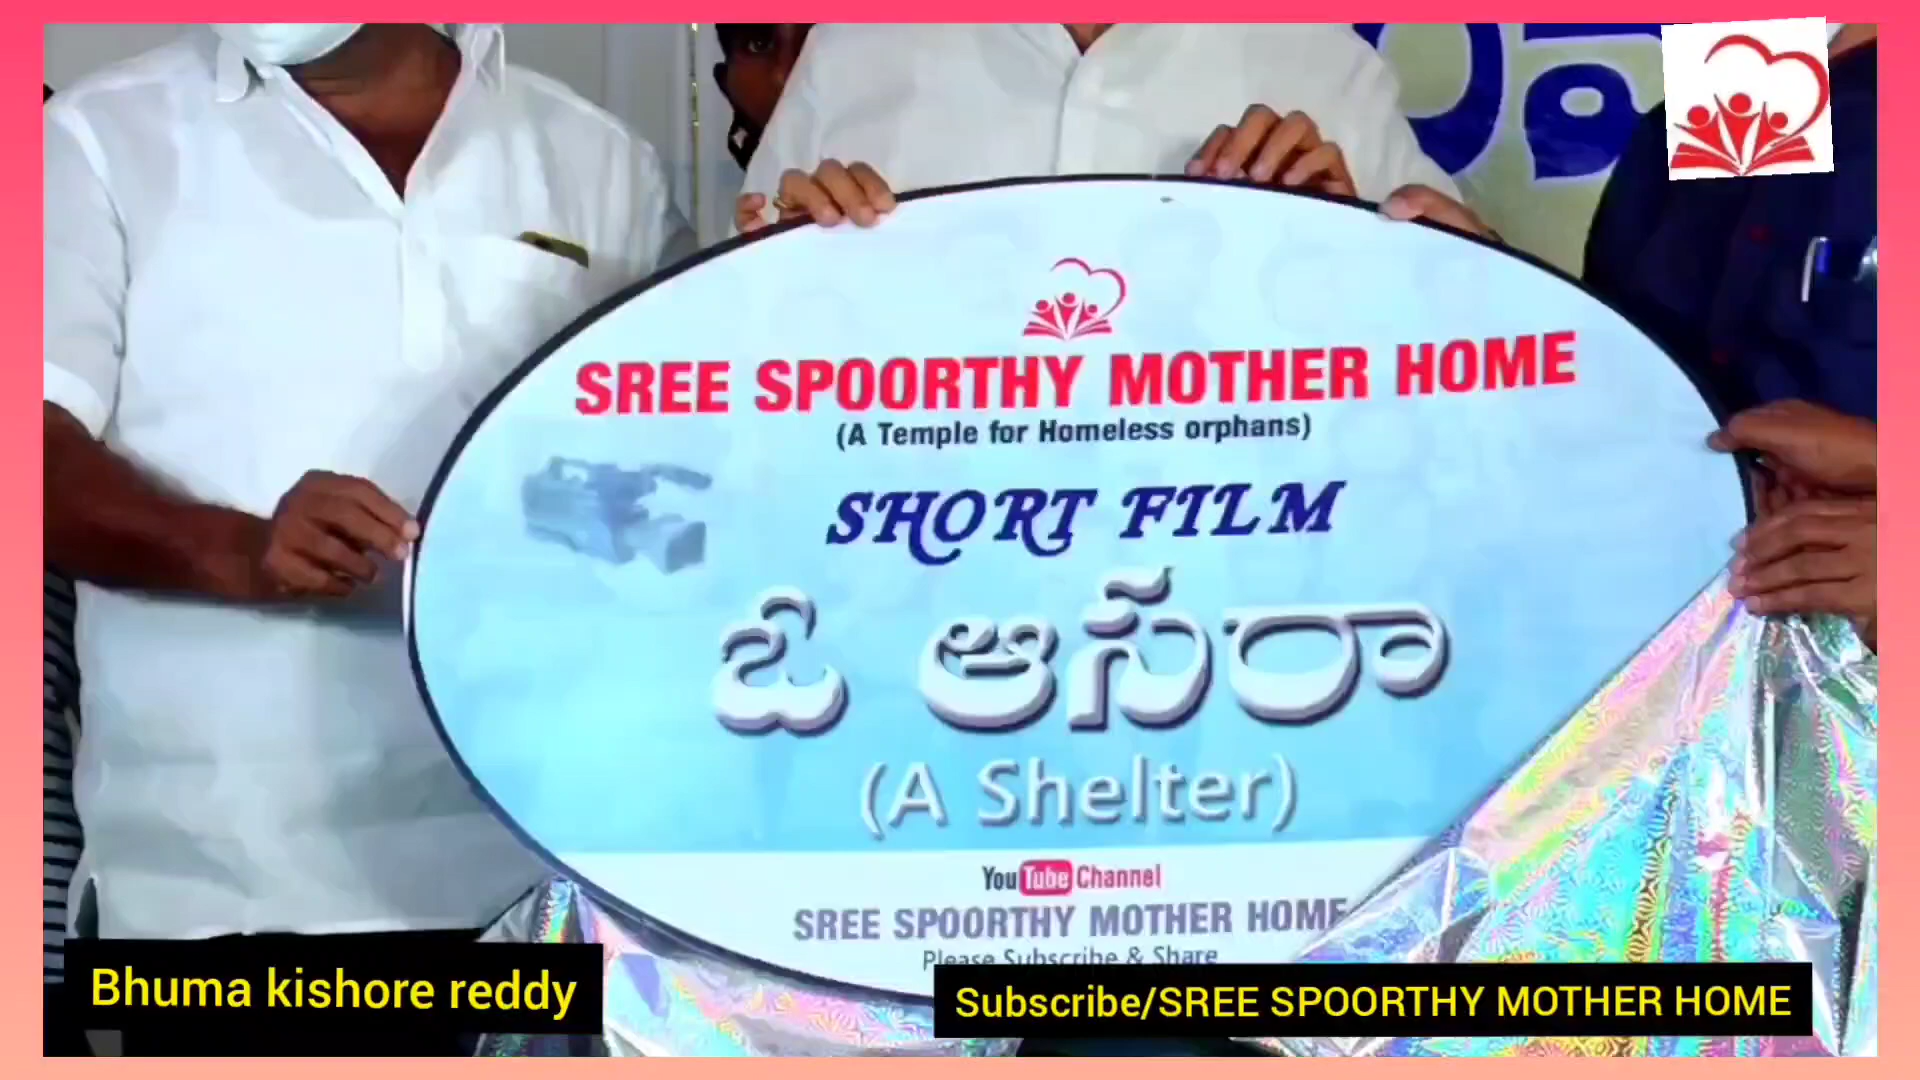 SREE SPOORTHY MOTHER HOME
(A Temple for Homeless orphans)
SHORT FILM
ఓ ఆసరా
(A Shelter)
YouTube Channel
SREE SPOORTHY MOTHER HOME
Please Subscribe & Share
Bhuma kishore reddy
Subscribe/SREE SPOORTHY MOTHER HOME